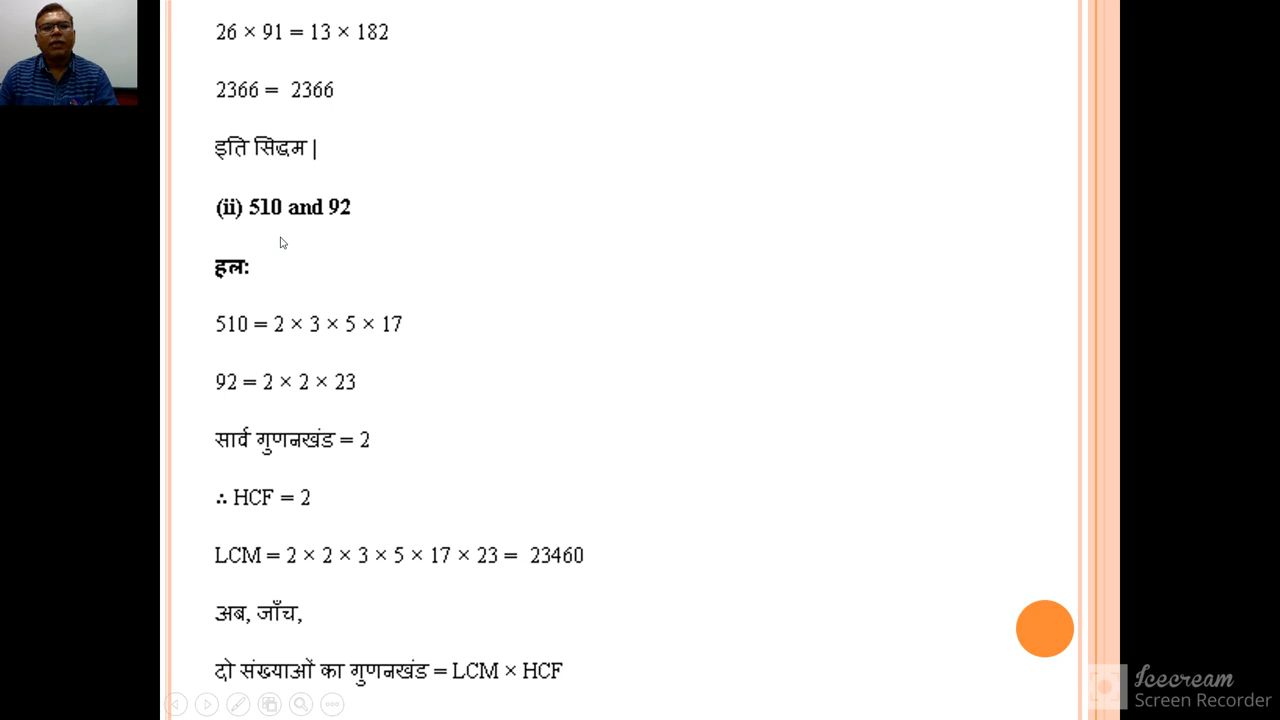 26 × 91 = 13 × 182
2366 = 2366
इति सिद्धम |
(ii) 510 and 92
हल:
510 = 2 × 3 × 5 × 17
92 = 2 × 2 × 23
सार्व गुणनखंड = 2
∴ HCF = 2
LCM = 2 × 2 × 3 × 5 × 17 × 23 = 23460
अब, जाँच,
दो संख्याओं का गुणनखंड = LCM × HCF
Icecream
Screen Recorder